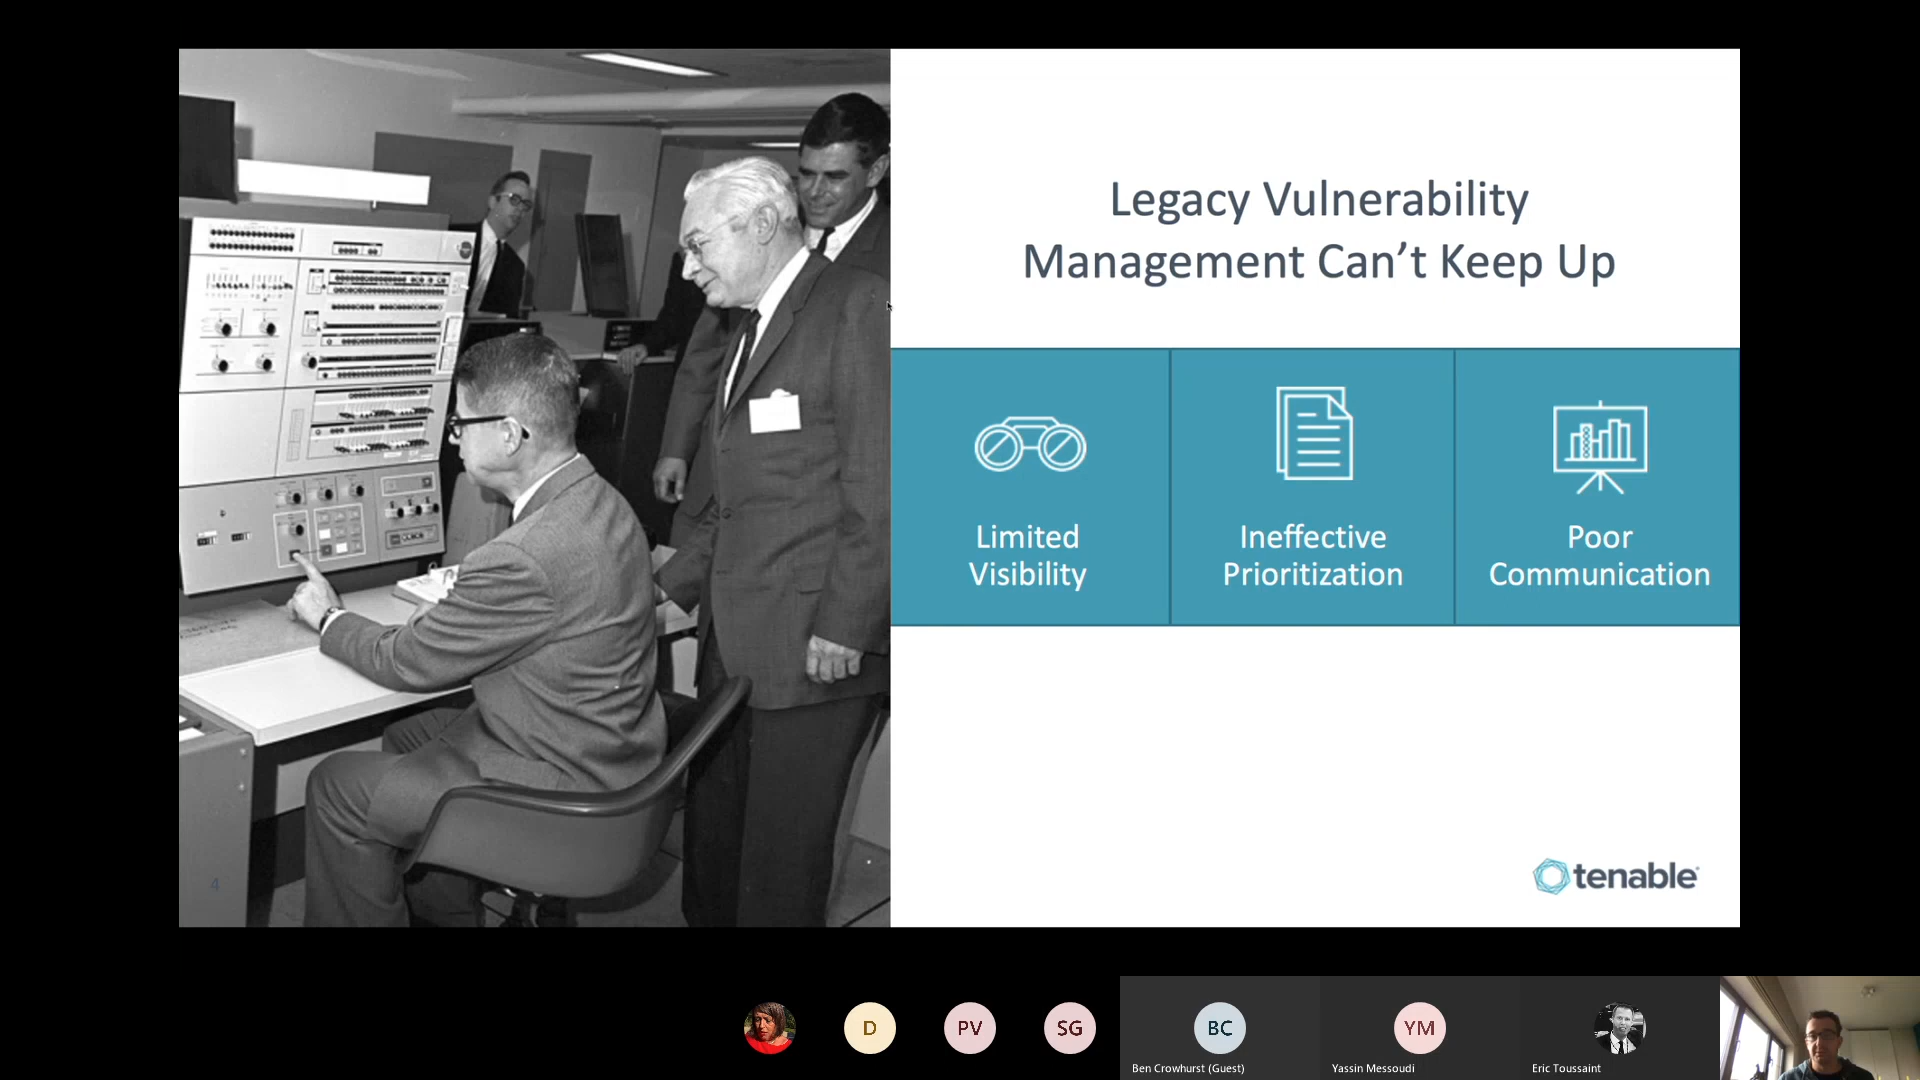 Legacy Vulnerability
Management Can't Keep Up
Limited
Visibility
Ineffective
Prioritization
Poor
Communication
4
tenable
D
PV
SG
BC
YM
Ben Crowhurst (Guest)
Yassin Messoudi
Eric Toussaint